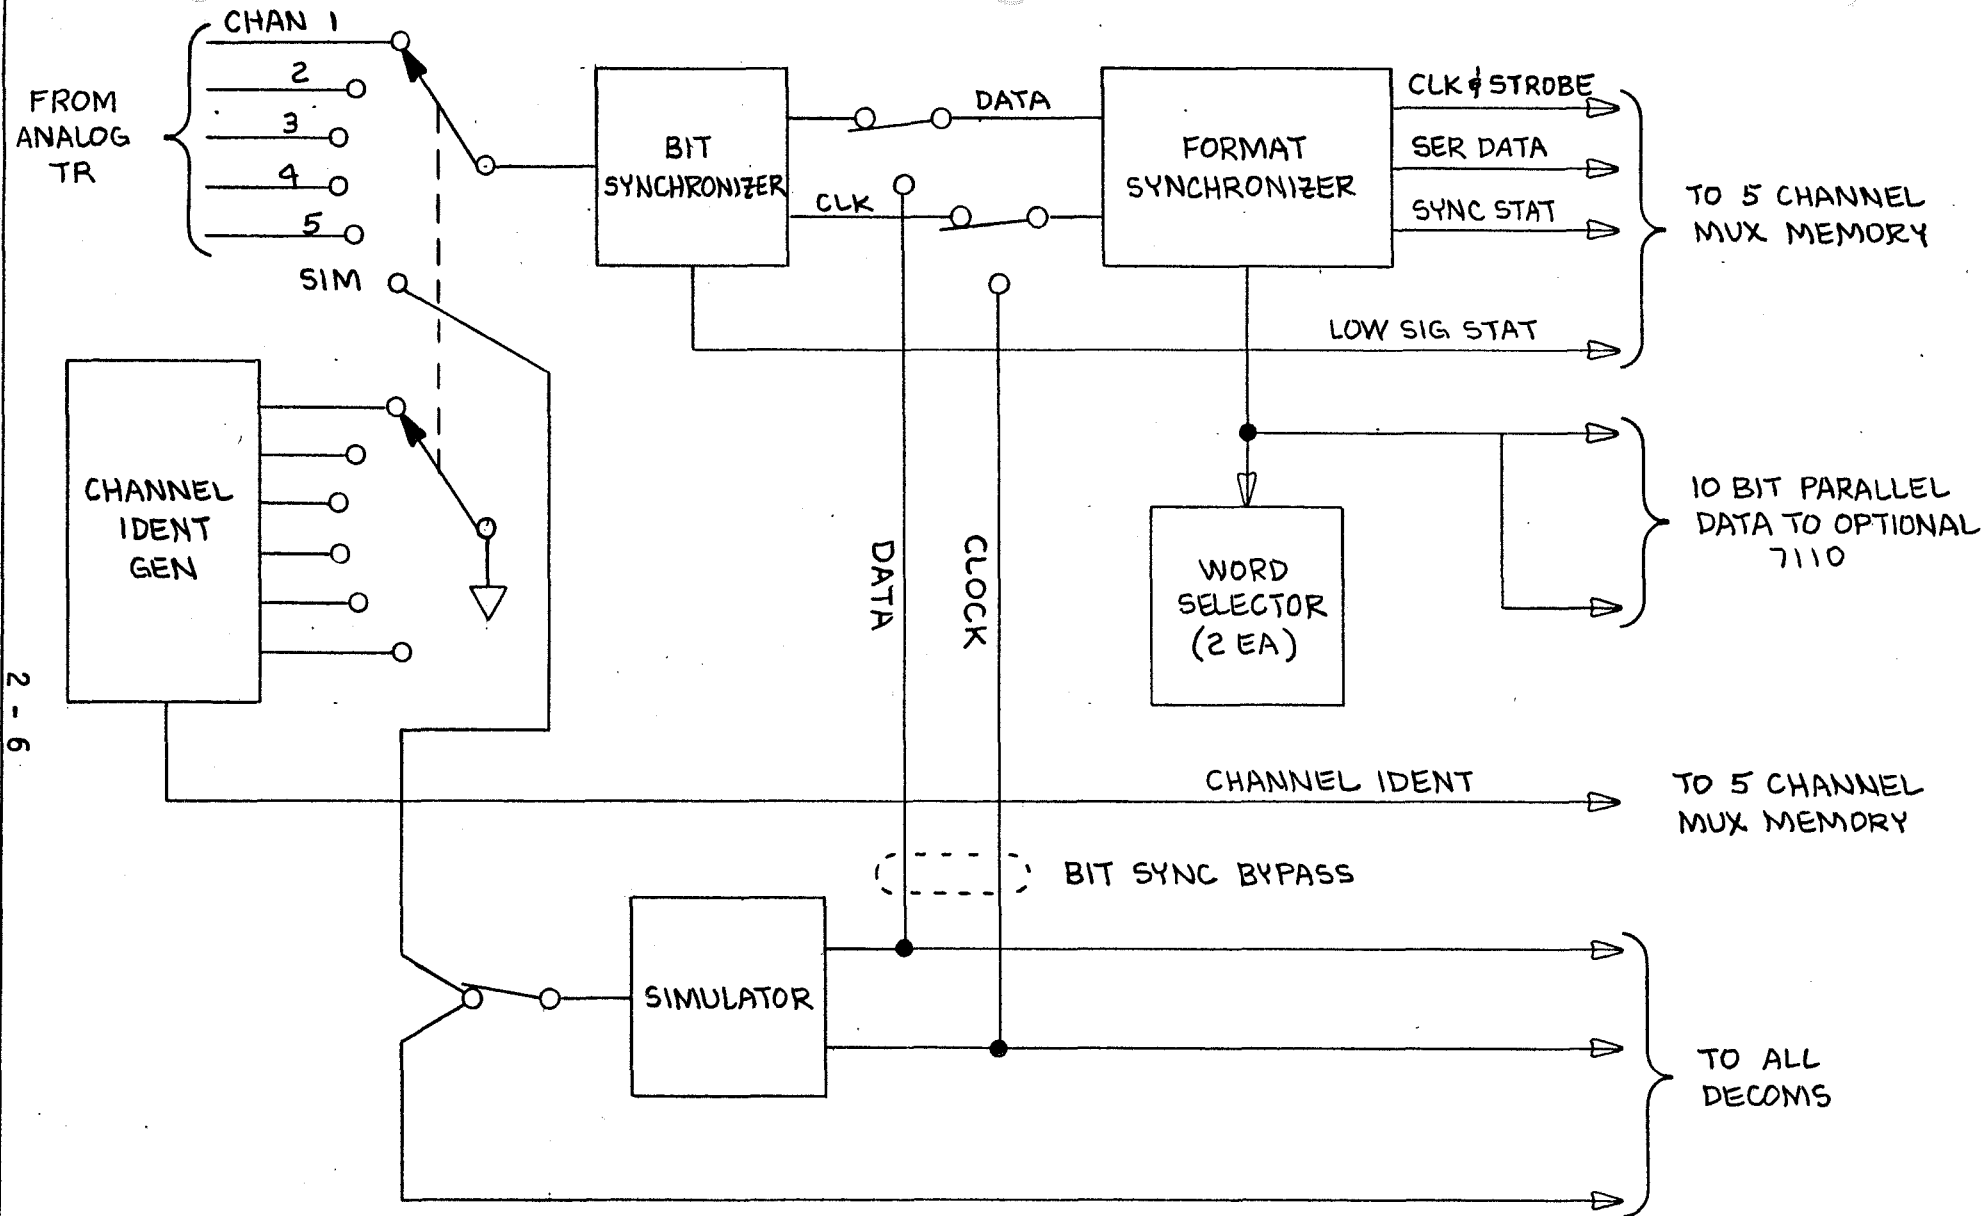 CHAN 1
2
3
4
5
FROM
ANALOG
TR
SIM
BIT
SYNCHRONIZER
DATA
CLK
FORMAT
SYNCHRONIZER
CLK & STROBE
SER DATA
SYNC STAT
LOW SIG STAT
TO 5 CHANNEL
MUX MEMORY
CHANNEL
IDENT
GEN
DATA
CLOCK
WORD
SELECTOR
(2 EA)
10 BIT PARALLEL
DATA TO OPTIONAL
7110
2 - 6
CHANNEL IDENT
TO 5 CHANNEL
MUX MEMORY
BIT SYNC BYPASS
SIMULATOR
TO ALL
DECOMS